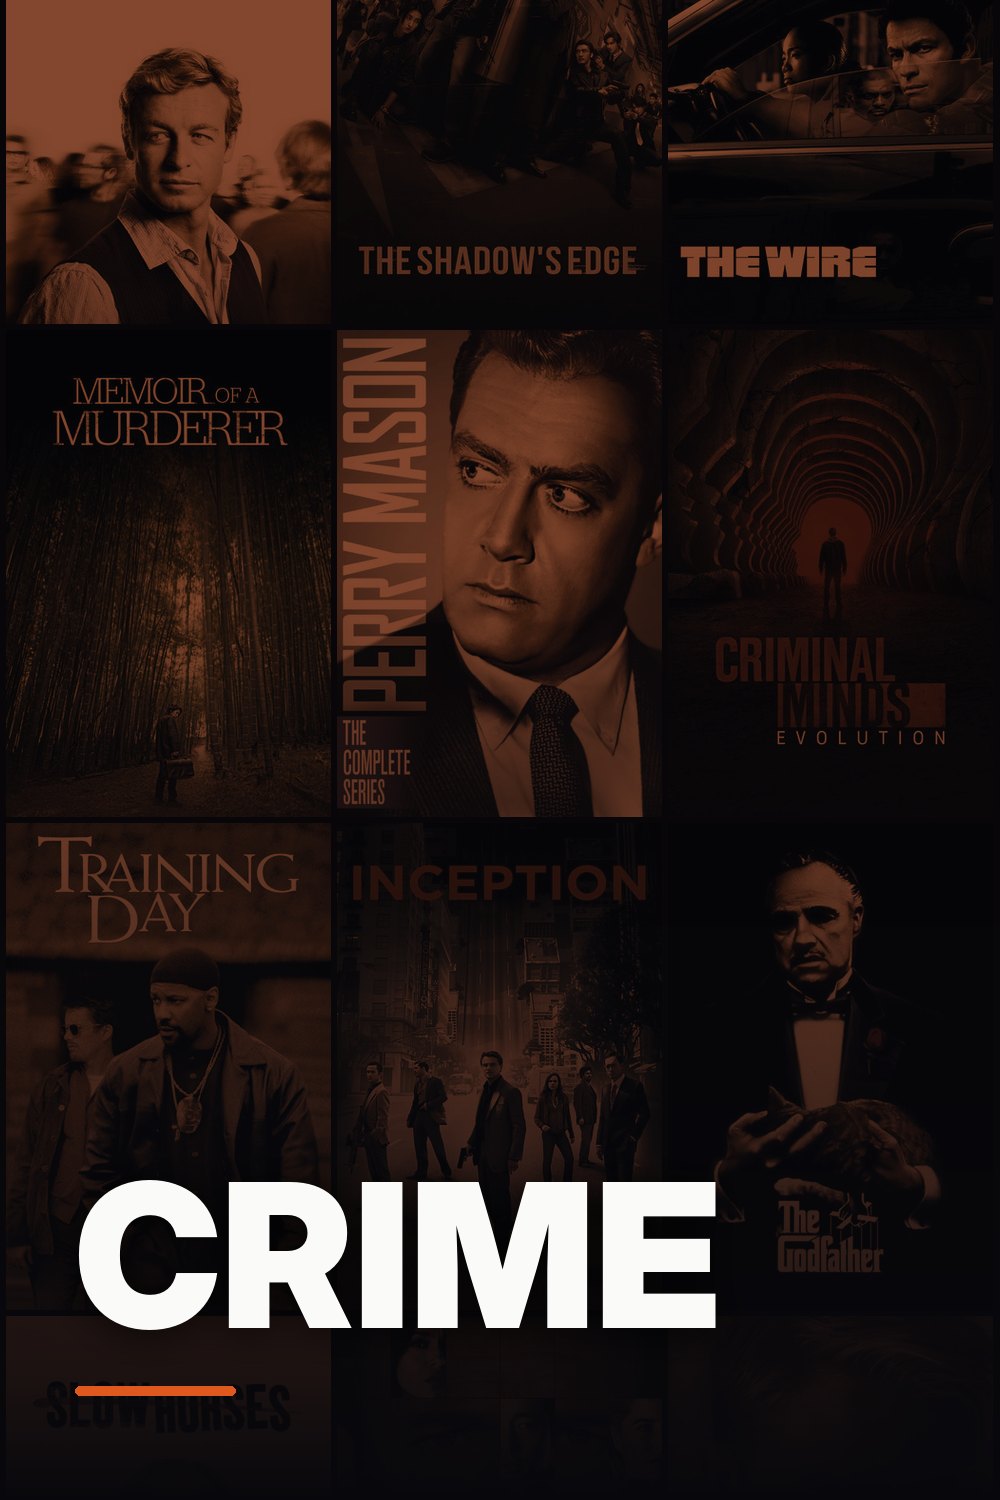 THE SHADOW'S EDGE
THE WIRE
MEMOIR OF A
MURDERER
PERRY MASON
THE
COMPLETE
SERIES
CRIMINAL
MINDS
EVOLUTION
TRAINING
DAY
INCEPTION
The
Godfather
CRIME
SLOW HORSES